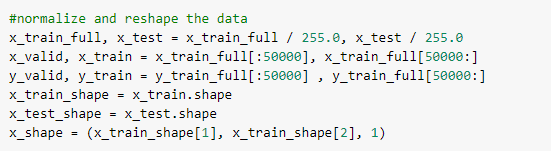 #normalize and reshape the data
x_train_full, x_test = x_train_full / 255.0, x_test / 255.0
x_valid, x_train = x_train_full[:50000], x_train_full[50000:]
y_valid, y_train = y_train_full[:50000] , y_train_full[50000:]
x_train_shape = x_train.shape
x_test_shape = x_test.shape
x_shape = (x_train_shape[1], x_train_shape[2], 1)